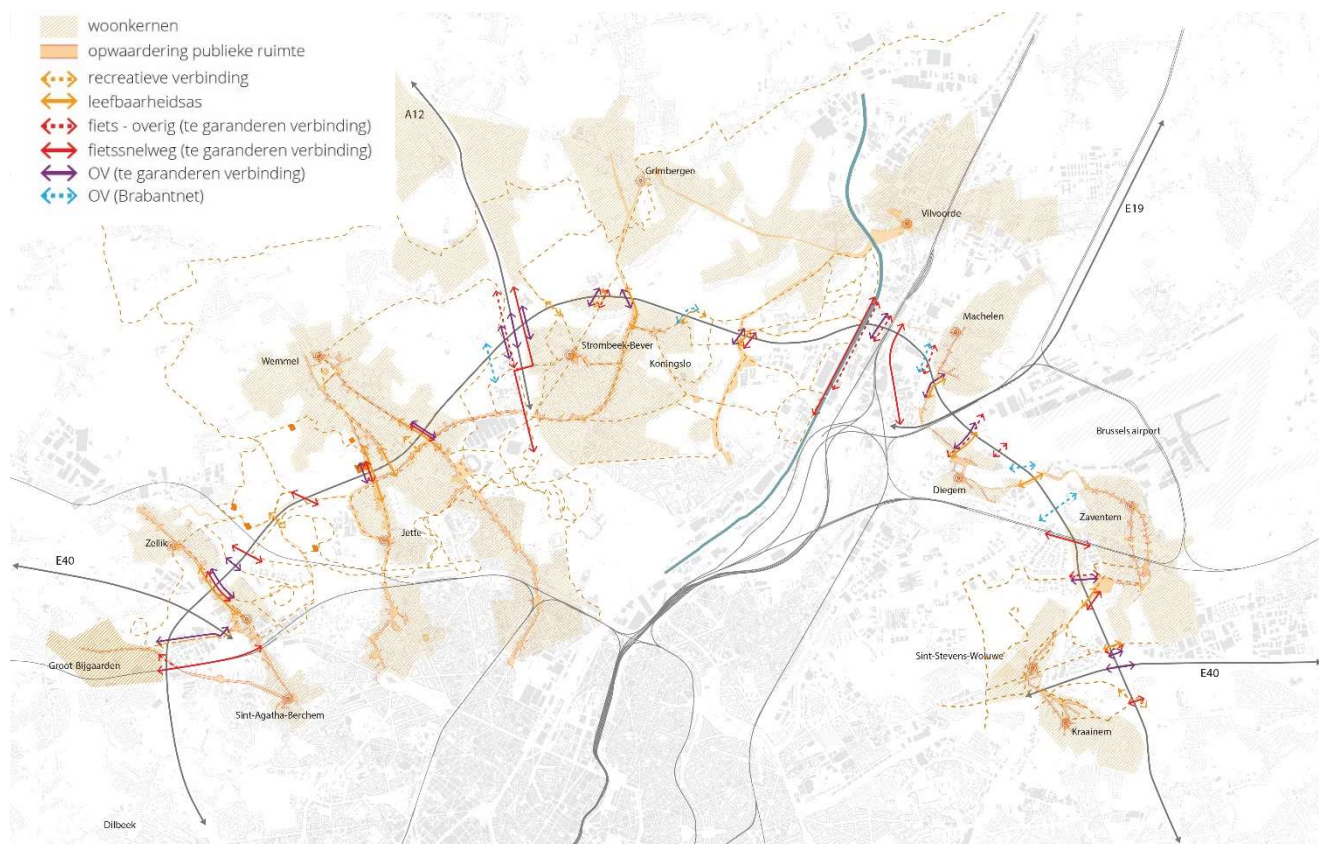 woonkernen
opwaardering publieke ruimte
recreatieve verbinding
leefbaarheidsas
fiets - overig (te garanderen verbinding)
fietssnelweg (te garanderen verbinding)
OV (te garanderen verbinding)
OV (Brabantnet)
A12
Grimbergen
E19
Vilvoorde
Machelen
Strombeek-Bever
Wemmel
Koningslo
Brussels airport
Diegem
Zaventem
Jette
Zellik
E40
Groot-Bijgaarden
Sint-Stevens-Woluwe
E40
Sint-Agatha-Berchem
Kraainem
Dilbeek